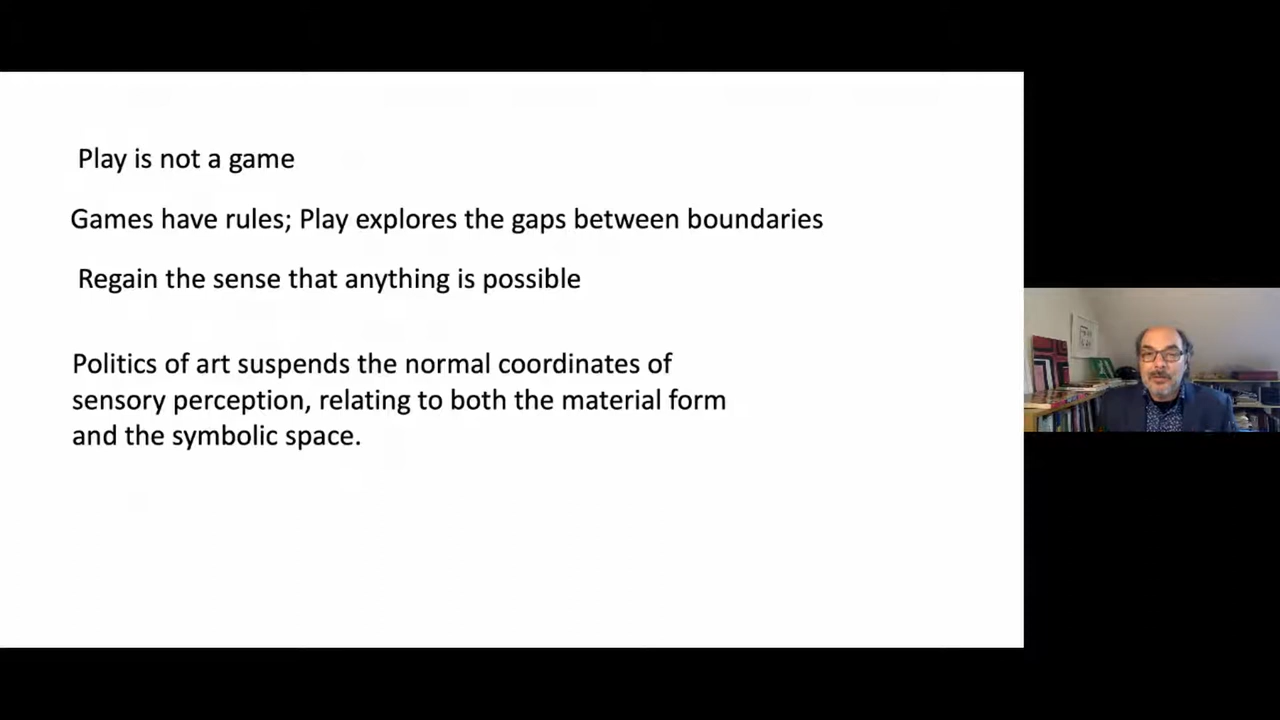 Play is not a game
Games have rules; Play explores the gaps between boundaries
Regain the sense that anything is possible
Politics of art suspends the normal coordinates of
sensory perception, relating to both the material form
and the symbolic space.